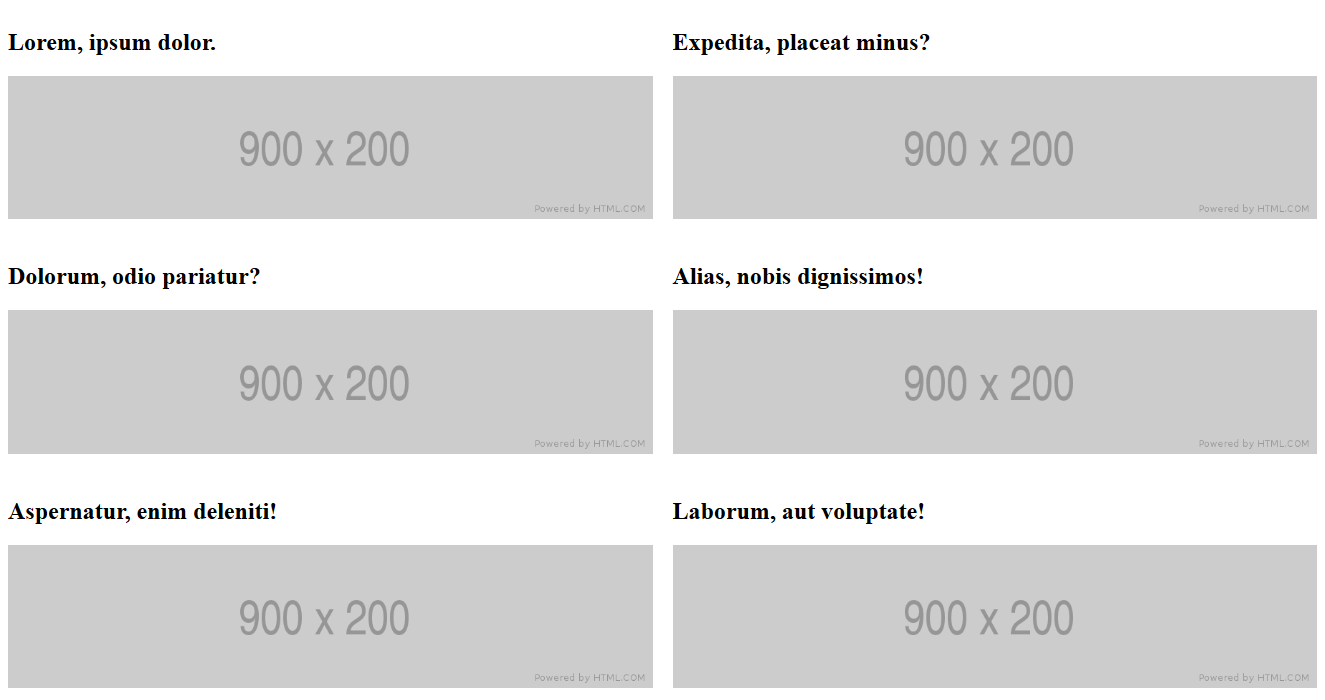 Lorem, ipsum dolor.
Expedita, placeat minus?
900 x 200
Powered by HTML.COM
900 x 200
Powered by HTML.COM
Dolorum, odio pariatur?
Alias, nobis dignissimos!
900 x 200
Powered by HTML.COM
900 x 200
Powered by HTML.COM
Aspernatur, enim deleniti!
Laborum, aut voluptate!
900 x 200
Powered by HTML.COM
900 x 200
Powered by HTML.COM